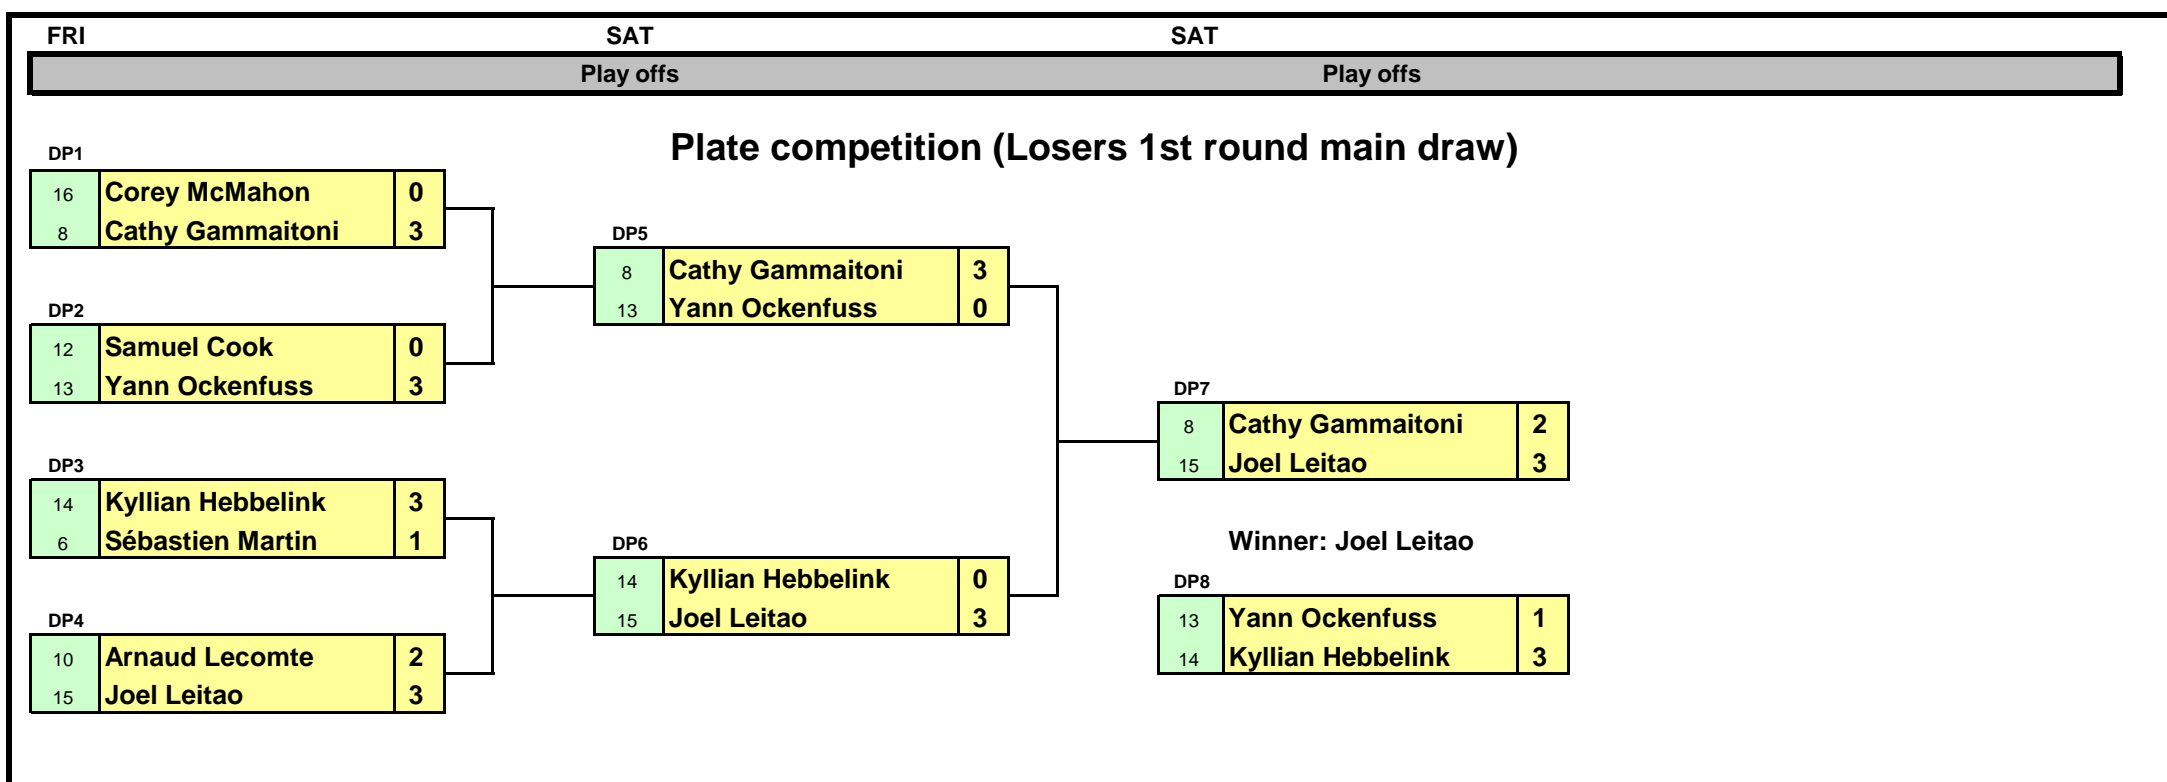 FRI SAT SAT
Play offs Play offs
Plate competition (Losers 1st round main draw)
DP1
16 Corey McMahon 0
8 Cathy Gammaitoni 3
DP2
12 Samuel Cook 0
13 Yann Ockenfuss 3
DP3
14 Kyllian Hebbelink 3
6 Sébastien Martin 1
DP4
10 Arnaud Lecomte 2
15 Joel Leitao 3
DP5
8 Cathy Gammaitoni 3
13 Yann Ockenfuss 0
DP6
14 Kyllian Hebbelink 0
15 Joel Leitao 3
DP7
8 Cathy Gammaitoni 2
15 Joel Leitao 3
Winner: Joel Leitao
DP8
13 Yann Ockenfuss 1
14 Kyllian Hebbelink 3